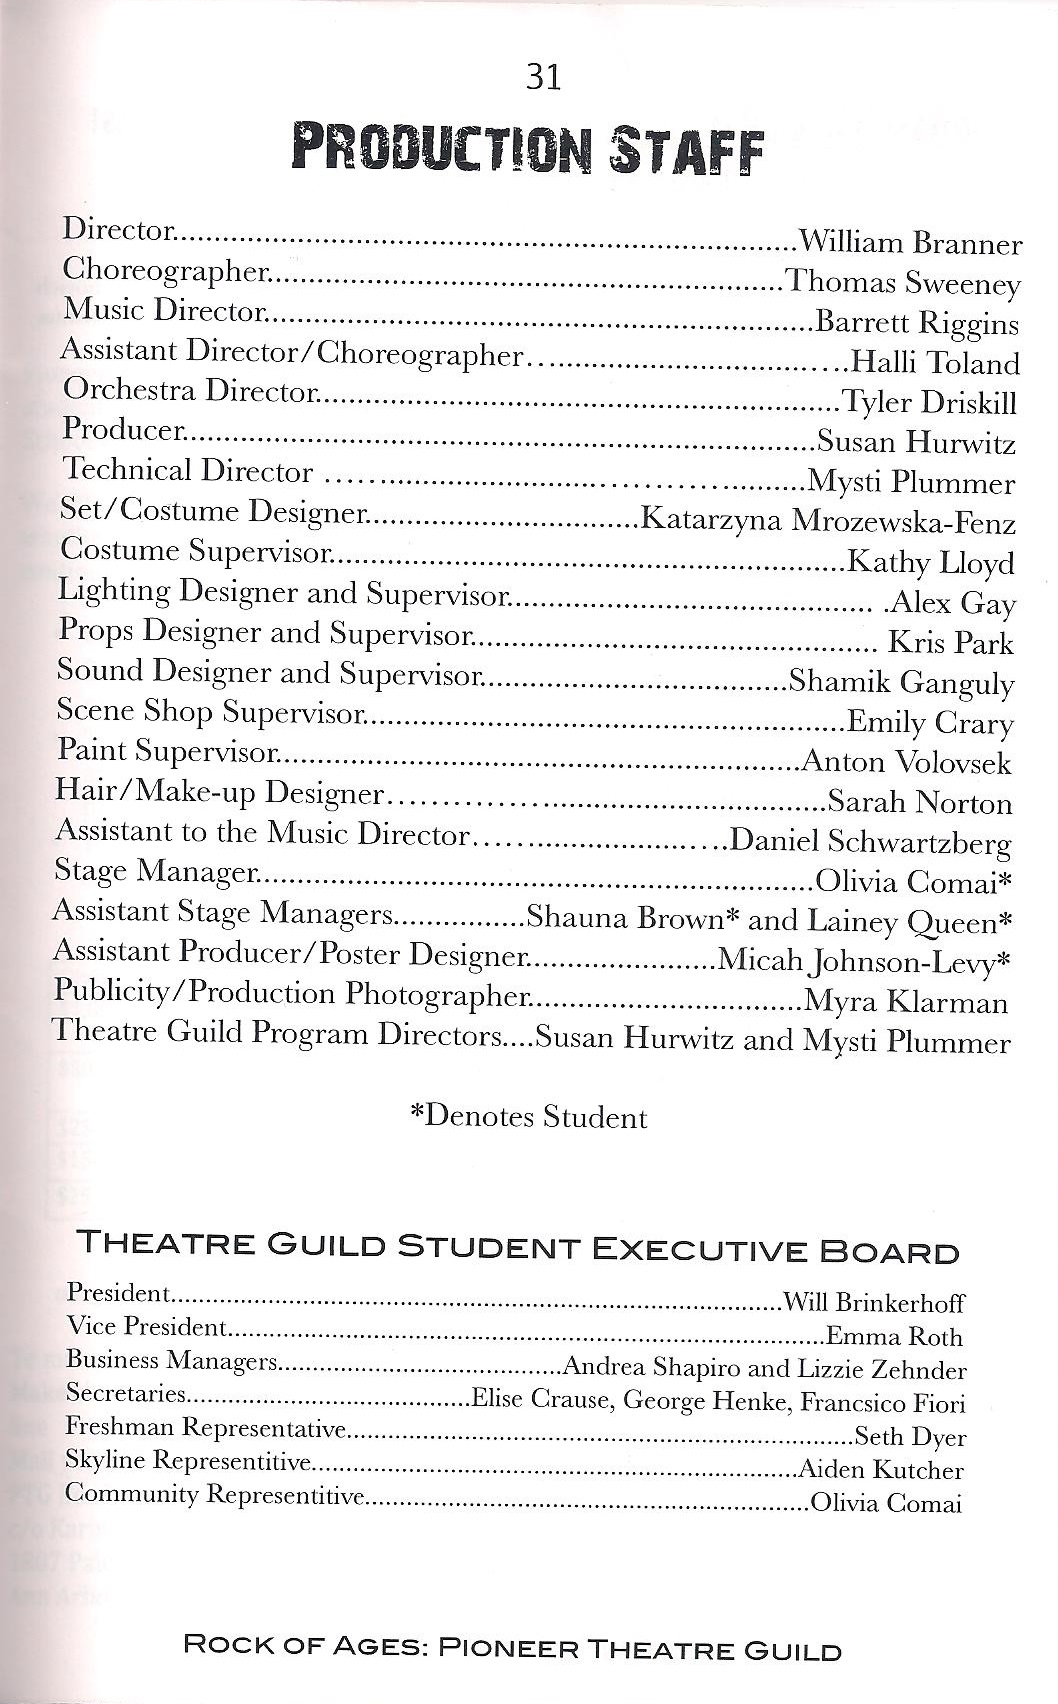 31
PRODUCTION STAFF
Director..........................................................................William Branner
Choreographer.............................................................Thomas Sweeney
Music Director.................................................................Barrett Riggins
Assistant Director/Choreographer......................................Halli Toland
Orchestra Director..............................................................Tyler Driskill
Producer...........................................................................Susan Hurwitz
Technical Director .........................................................Mysti Plummer
Set/Costume Designer................................Katarzyna Mrozewska-Fenz
Costume Supervisor.............................................................Kathy Lloyd
Lighting Designer and Supervisor........................................... .Alex Gay
Props Designer and Supervisor................................................ Kris Park
Sound Designer and Supervisor....................................Shamik Ganguly
Scene Shop Supervisor.........................................................Emily Crary
Paint Supervisor..............................................................Anton Volovsek
Hair/Make-up Designer....................................................Sarah Norton
Assistant to the Music Director.............................Daniel Schwartzberg
Stage Manager..................................................................Olivia Comai*
Assistant Stage Managers...............Shauna Brown* and Lainey Queen*
Assistant Producer/Poster Designer......................Micah Johnson-Levy*
Publicity/Production Photographer................................Myra Klarman
Theatre Guild Program Directors....Susan Hurwitz and Mysti Plummer
*Denotes Student
THEATRE GUILD STUDENT EXECUTIVE BOARD
President.........................................................................................Will Brinkerhoff
Vice President.......................................................................................Emma Roth
Business Managers.........................................Andrea Shapiro and Lizzie Zehnder
Secretaries.........................................Elise Crause, George Henke, Francsico Fiori
Freshman Representative..........................................................................Seth Dyer
Skyline Representitive......................................................................Aiden Kutcher
Community Representitive.................................................................Olivia Comai
ROCK OF AGES: PIONEER THEATRE GUILD